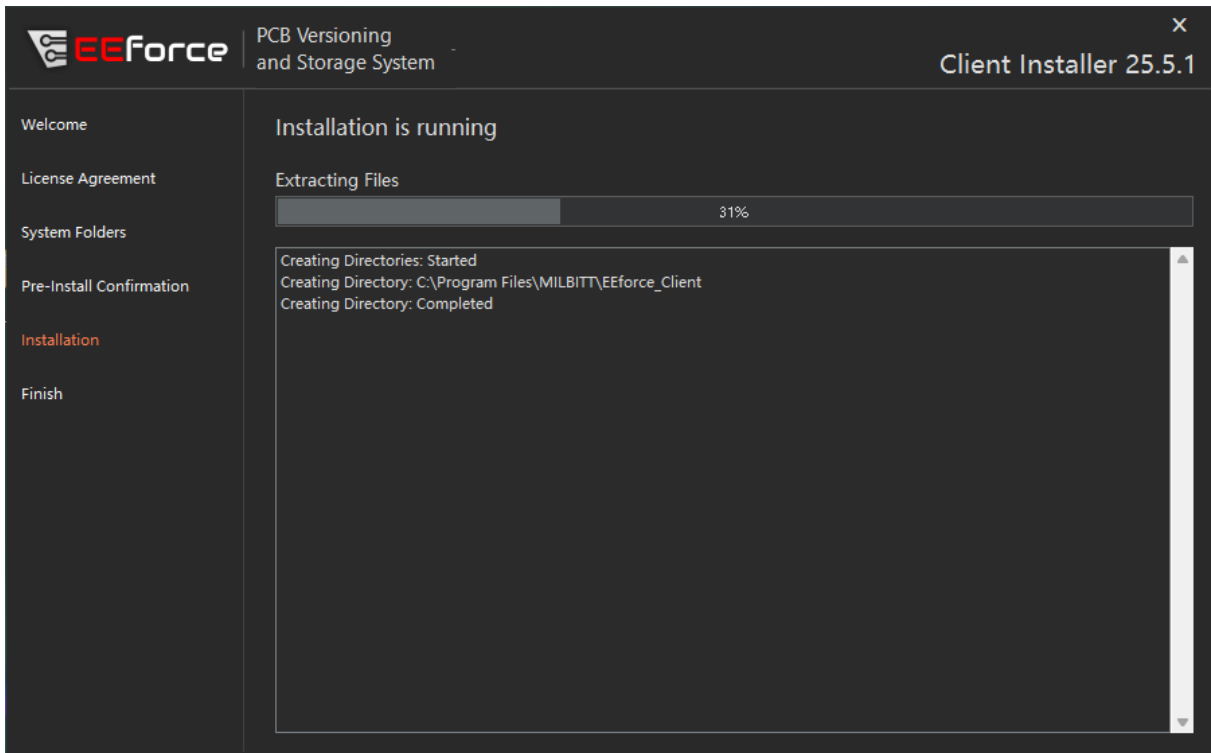 EEforce
PCB Versioning
and Storage System
Client Installer 25.5.1
Welcome
License Agreement
System Folders
Pre-Install Confirmation
Installation
Finish
Installation is running
Extracting Files
31%
Creating Directories: Started
Creating Directory: C:\Program Files\MILBITT\EEforce_Client
Creating Directory: Completed